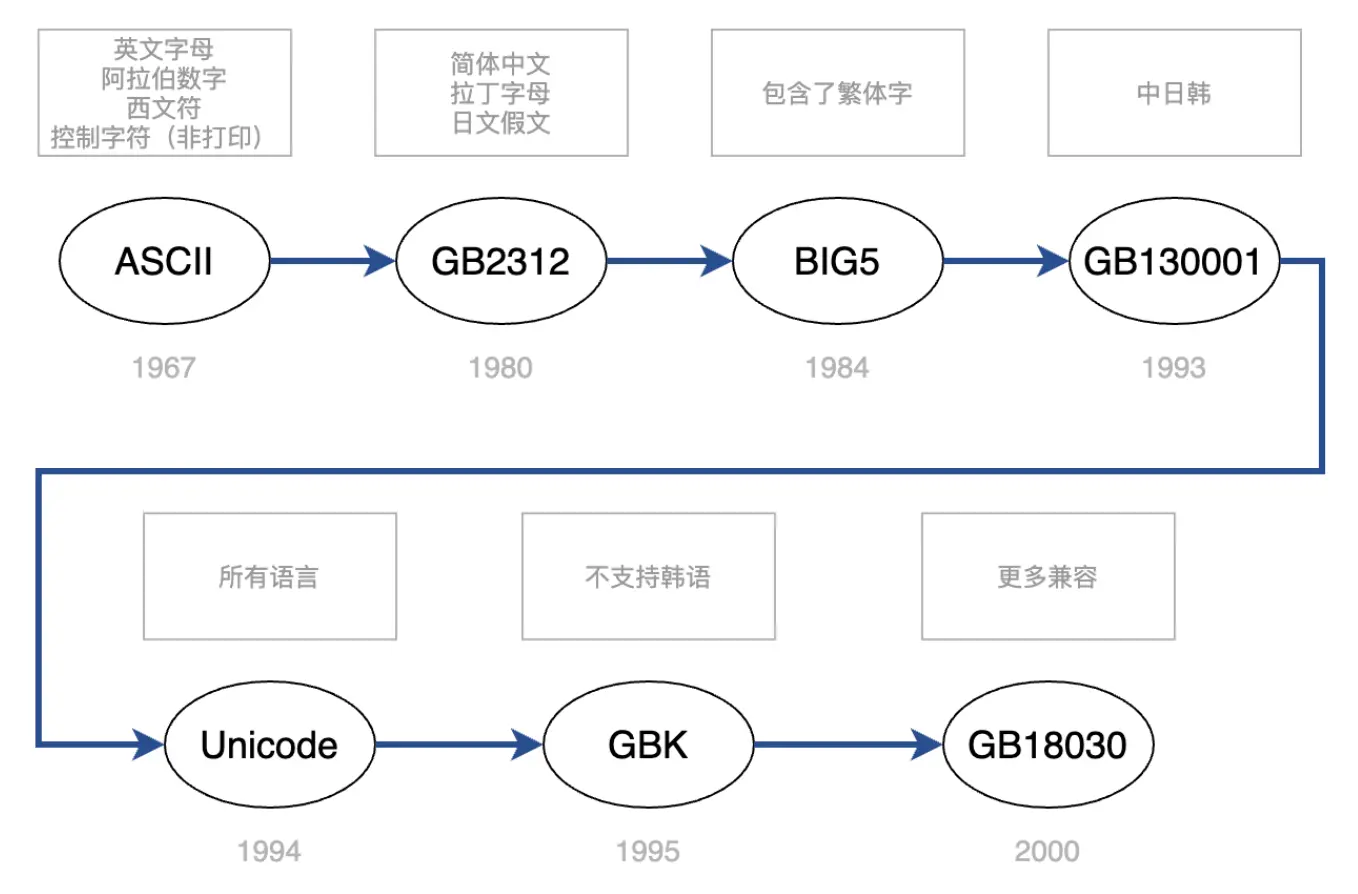 英文字母
阿拉伯数字
西文符
控制字符（非打印）
简体中文
拉丁字母
日文假文
包含了繁体字
中日韩
ASCII
GB2312
BIG5
GB130001
1967
1980
1984
1993
所有语言
不支持韩语
更多兼容
Unicode
GBK
GB18030
1994
1995
2000